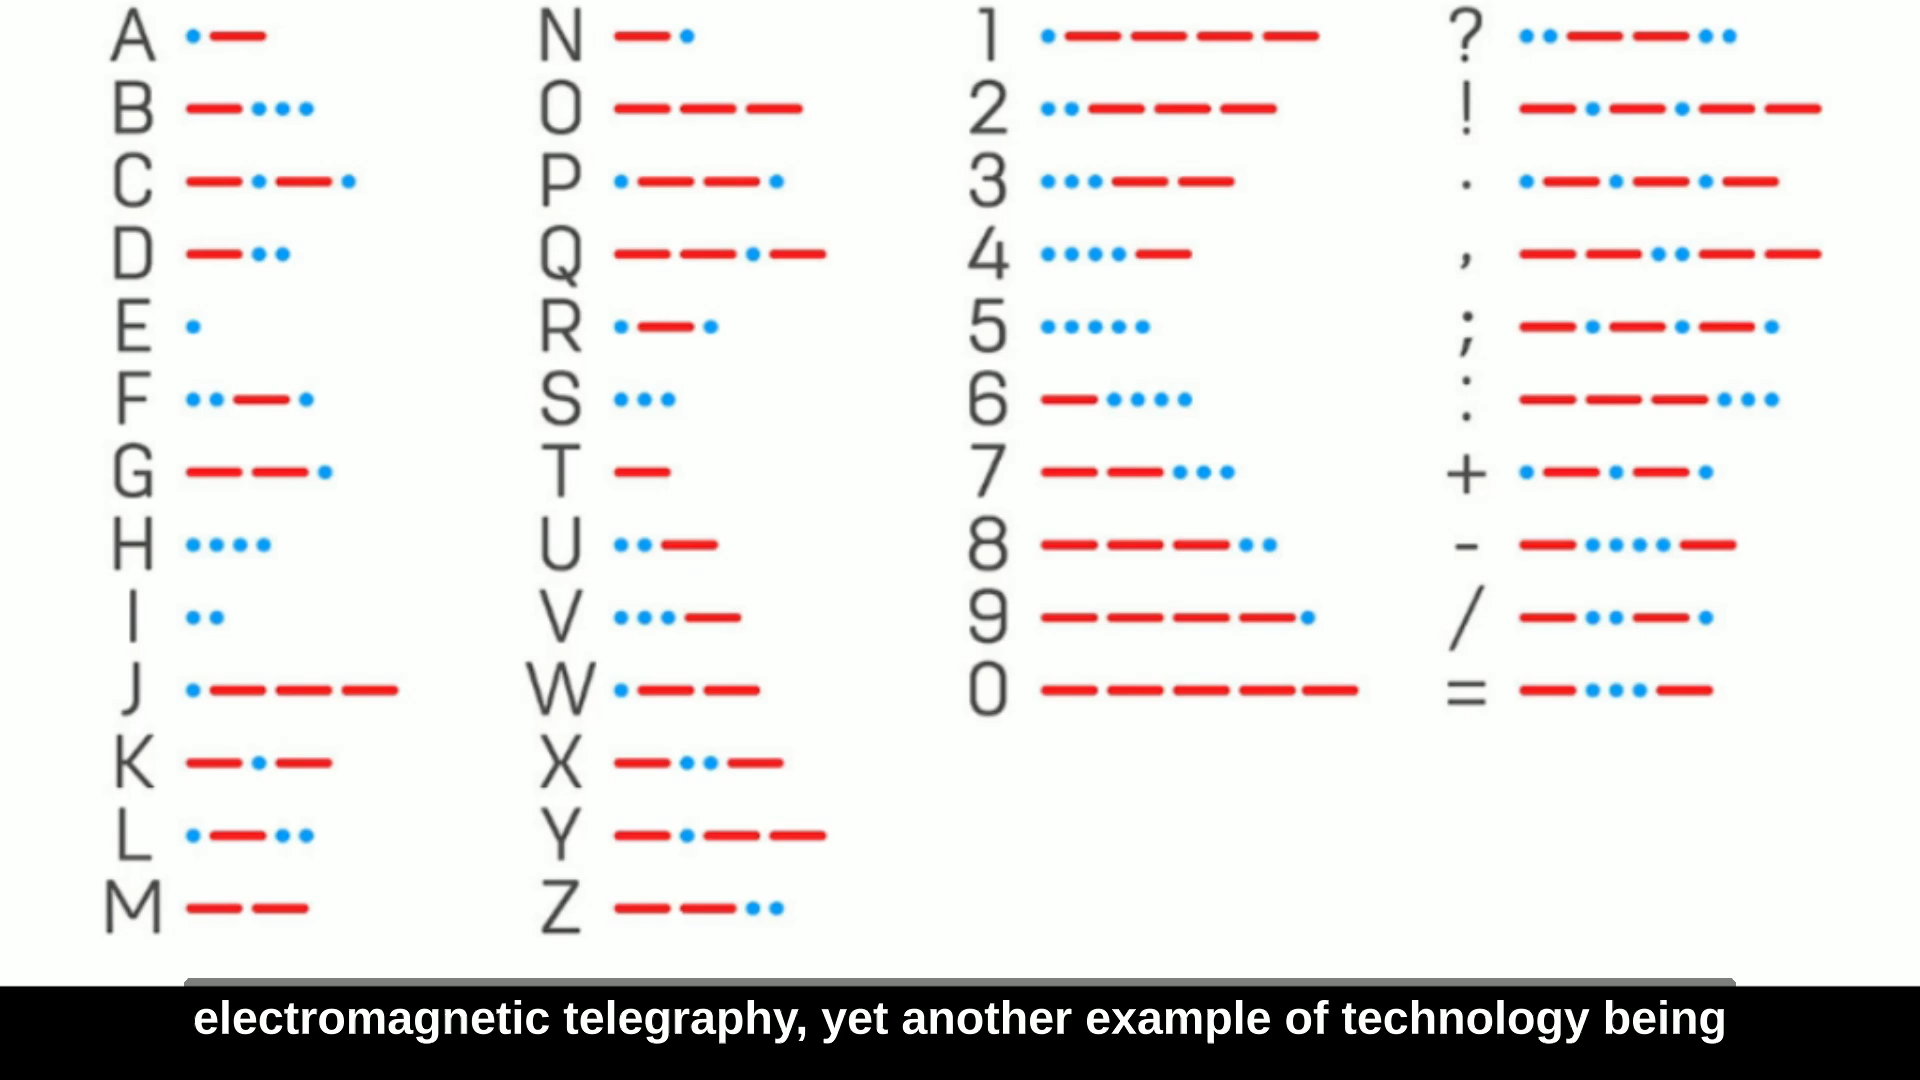 A •—
B —•••
C —•—•
D —••
E •
F ••—•
G ——•
H ••••
I ••
J •———
K —•—
L •—••
M ——
N —•
O ———
P •——•
Q ——•—
R •—•
S •••
T —
U ••—
V •••—
W •——
X —••—
Y —•——
Z ——••
1 •————
2 ••———
3 •••——
4 ••••—
5 •••••
6 —••••
7 ——•••
8 ———••
9 ————•
0 —————
? ••——••
! —•—•——
. •—•—•—
, ——••——
; —•—•—•
: ———•••
+ •—•—•
- —••••—
/ —••—•
= —•••—
electromagnetic telegraphy, yet another example of technology being